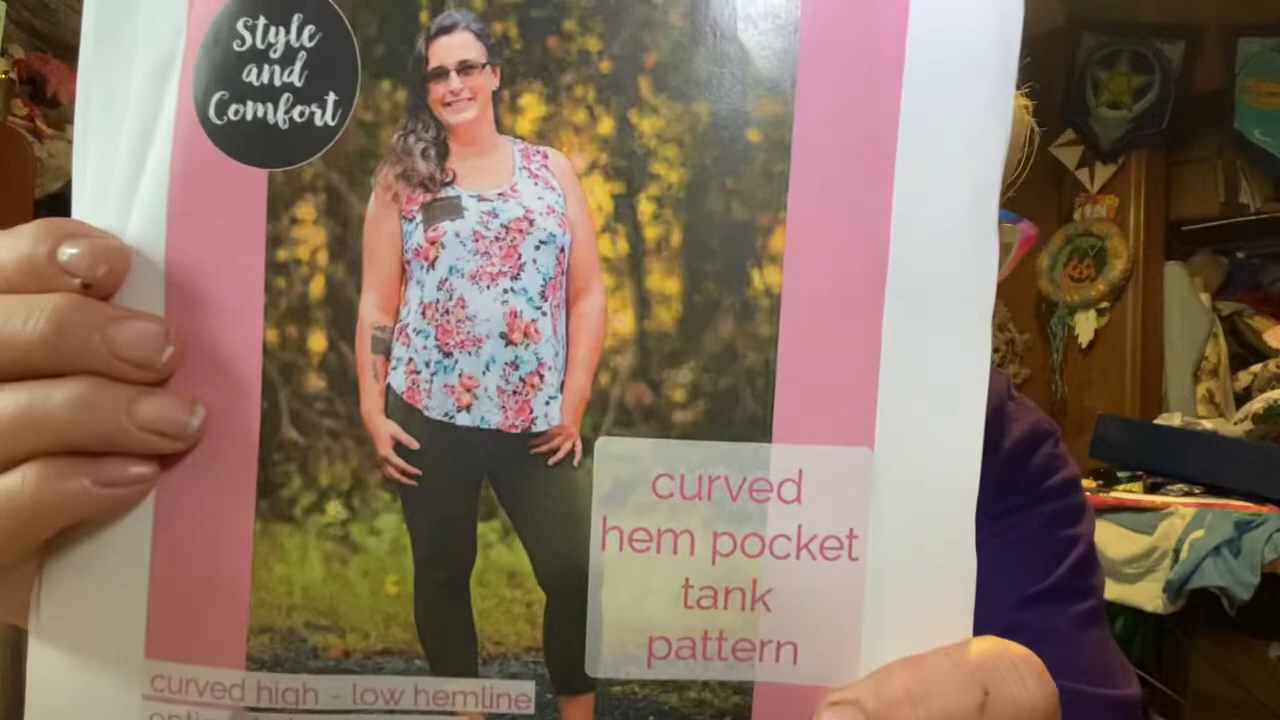 Style
and
Comfort
curved
hem pocket
tank
pattern
curved high - low hemline